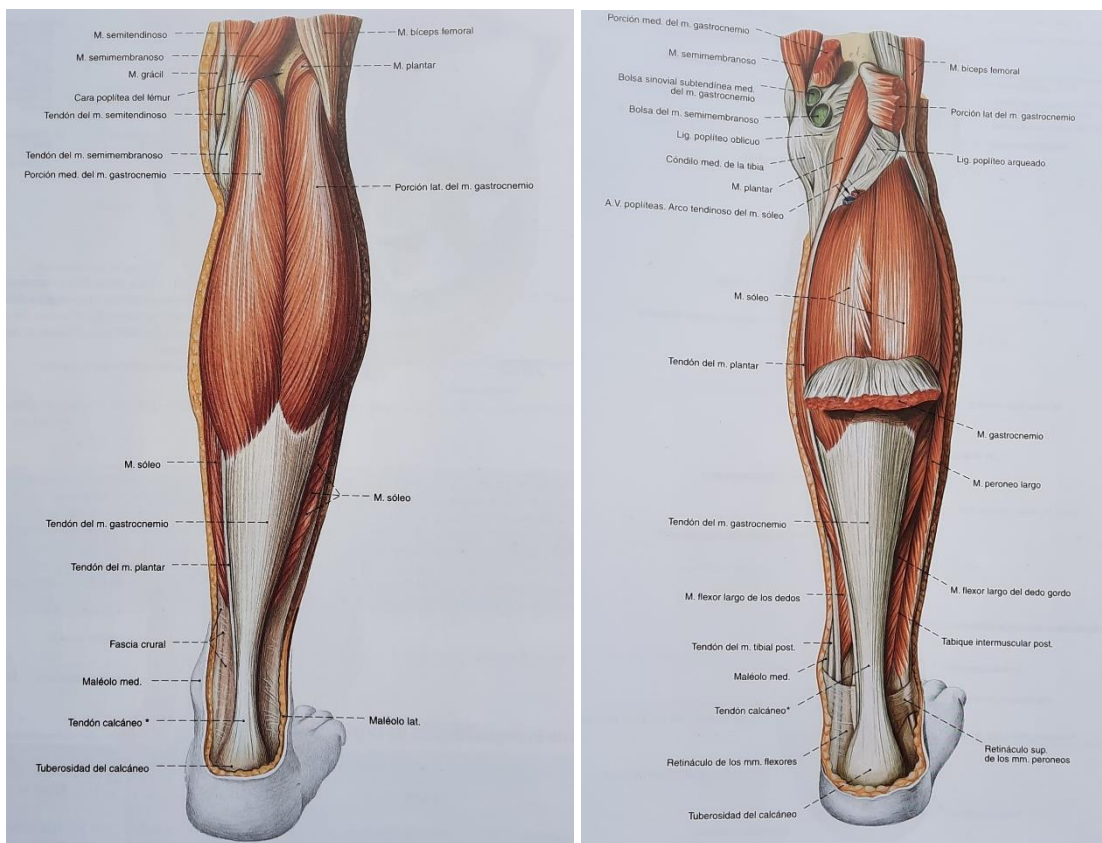 M. semitendinoso
M. semimembranoso
M. grácil
Cara poplítea del fémur
Tendón del m. semitendinoso
Tendón del m. semimembranoso
Porción med. del m. gastrocnemio
M. sóleo
Tendón del m. gastrocnemio
Tendón del m. plantar
Fascia crural
Maléolo med.
Tendón calcáneo *
Tuberosidad del calcáneo
M. bíceps femoral
M. plantar
Porción lat. del m. gastrocnemio
M. sóleo
Maléolo lat.
Porción med. del m. gastrocnemio
M. semimembranoso
Bolsa sinovial subtendínea med.
del m. gastrocnemio
Bolsa del m. semimembranoso
Lig. poplíteo oblicuo
Cóndilo med. de la tibia
M. plantar
A.V. poplíteas. Arco tendinoso del m. sóleo
M. sóleo
Tendón del m. plantar
Tendón del m. gastrocnemio
M. flexor largo de los dedos
Tendón del m. tibial post.
Maléolo med.
Tendón calcáneo*
Retináculo de los mm. flexores
Tuberosidad del calcáneo
M. bíceps femoral
Porción lat del m. gastrocnemio
Lig. poplíteo arqueado
M. gastrocnemio
M. peroneo largo
M. flexor largo del dedo gordo
Tabique intermuscular post.
Retináculo sup.
de los mm. peroneos